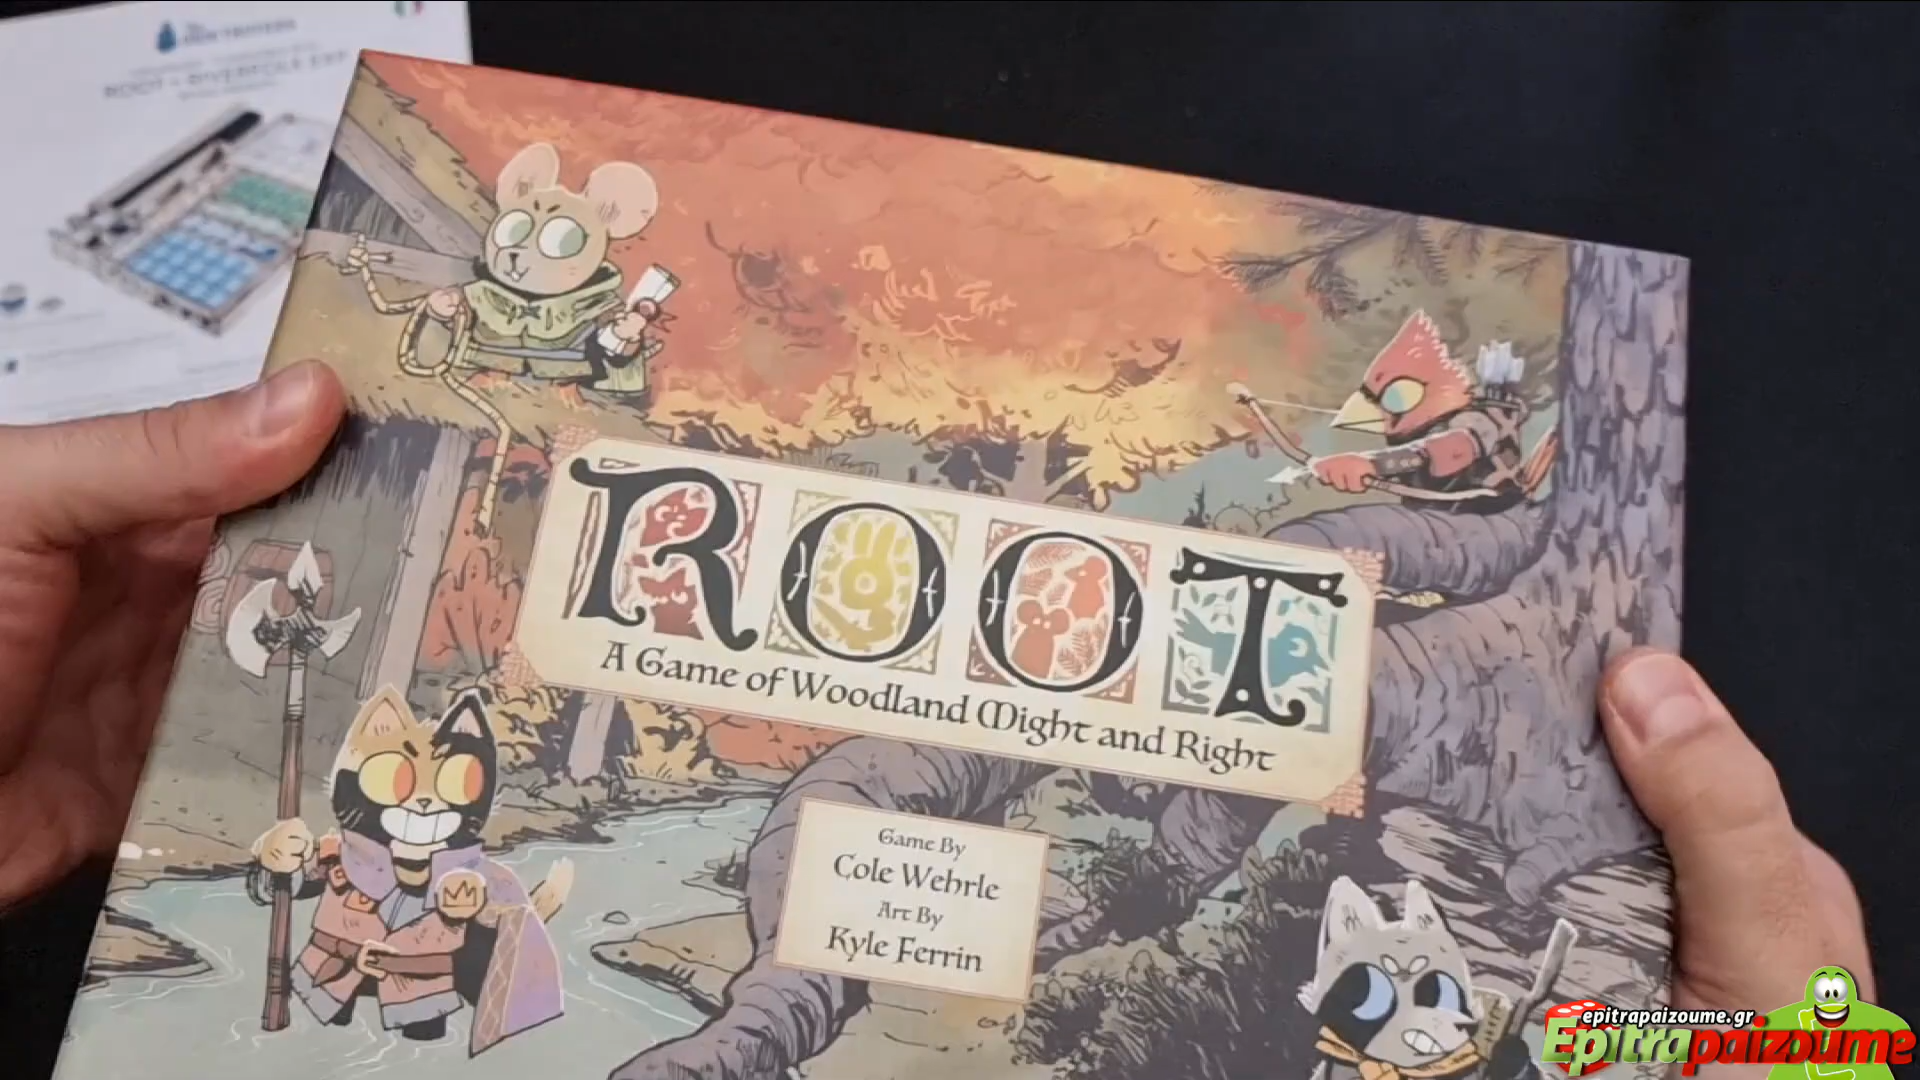 ROOT
A Game of Woodland Might and Right
Game By
Cole Wehrle
Art By
Kyle Ferrin
epitrapaizoume.gr
Epitrapaizoume